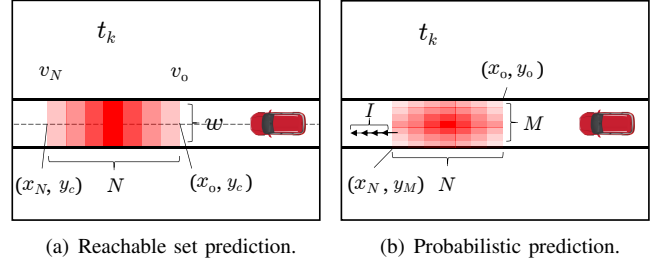 t_k
v_N v_o
w
(x_N, y_c) N (x_o, y_c)
(a) Reachable set prediction.
t_k
(x_o, y_o)
I
M
(x_N, y_M) N
(b) Probabilistic prediction.